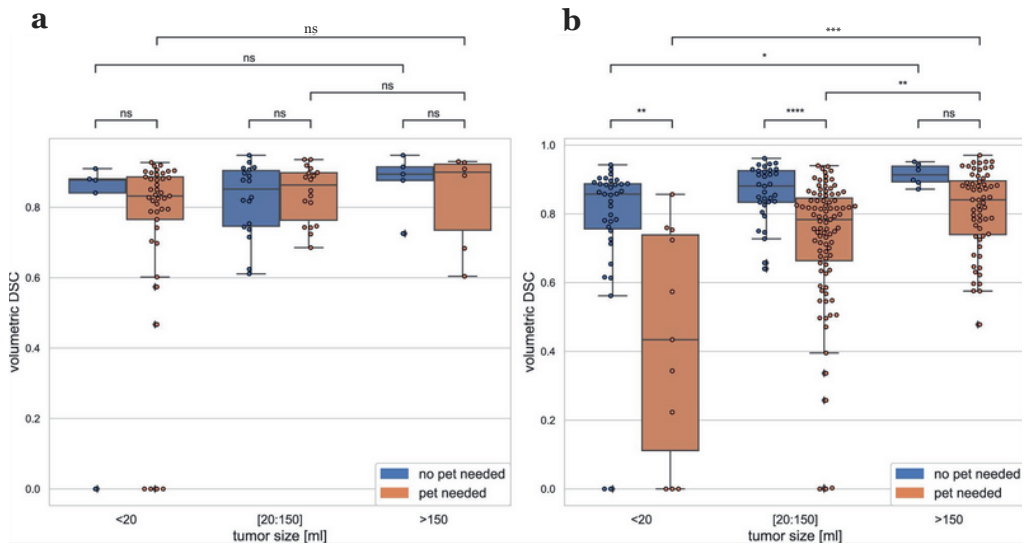 a
ns
ns
ns
ns
ns
ns
volumetric DSC
0.8
0.6
0.4
0.2
0.0
no pet needed
pet needed
<20
[20:150)
>150
tumor size [ml]
b
***
*
**
**
****
ns
volumetric DSC
1.0
0.8
0.6
0.4
0.2
0.0
no pet needed
pet needed
<20
[20:150)
>150
tumor size [ml]